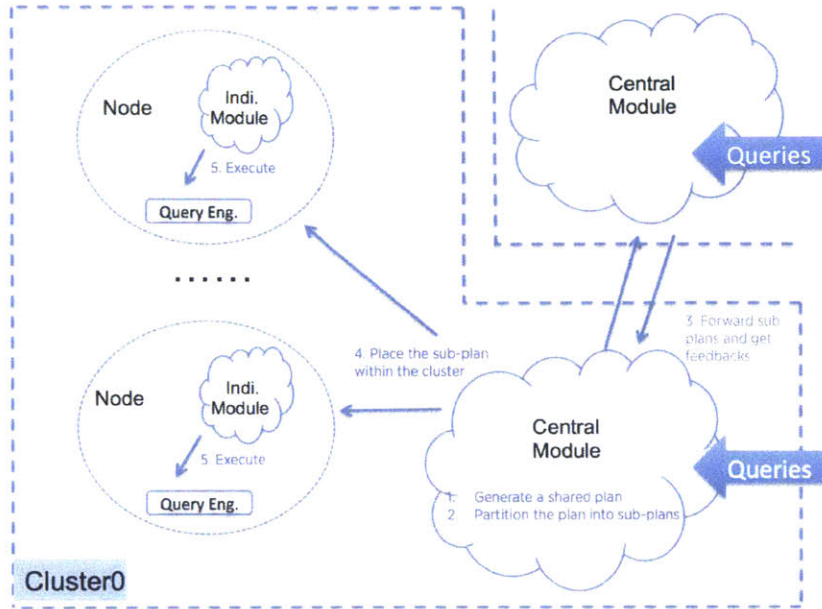 Node
Indi.
Module
5. Execute
Query Eng.
......
Node
Indi.
Module
5. Execute
Query Eng.
Cluster0
4. Place the sub-plan
within the cluster
Central
Module
Queries
3. Forward sub
plans and get
feedbacks
Central
Module
Queries
1. Generate a shared plan
2. Partition the plan into sub-plans